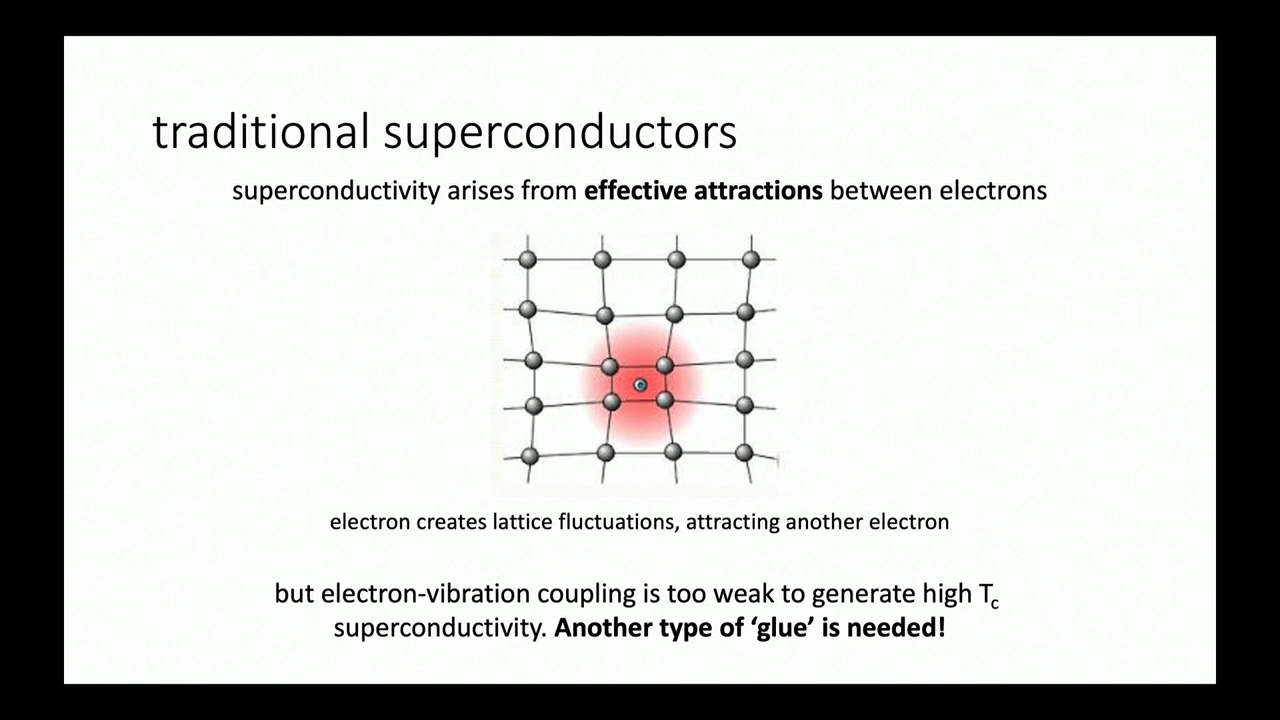 traditional superconductors
superconductivity arises from effective attractions between electrons
electron creates lattice fluctuations, attracting another electron
but electron-vibration coupling is too weak to generate high Tc
superconductivity. Another type of ‘glue’ is needed!